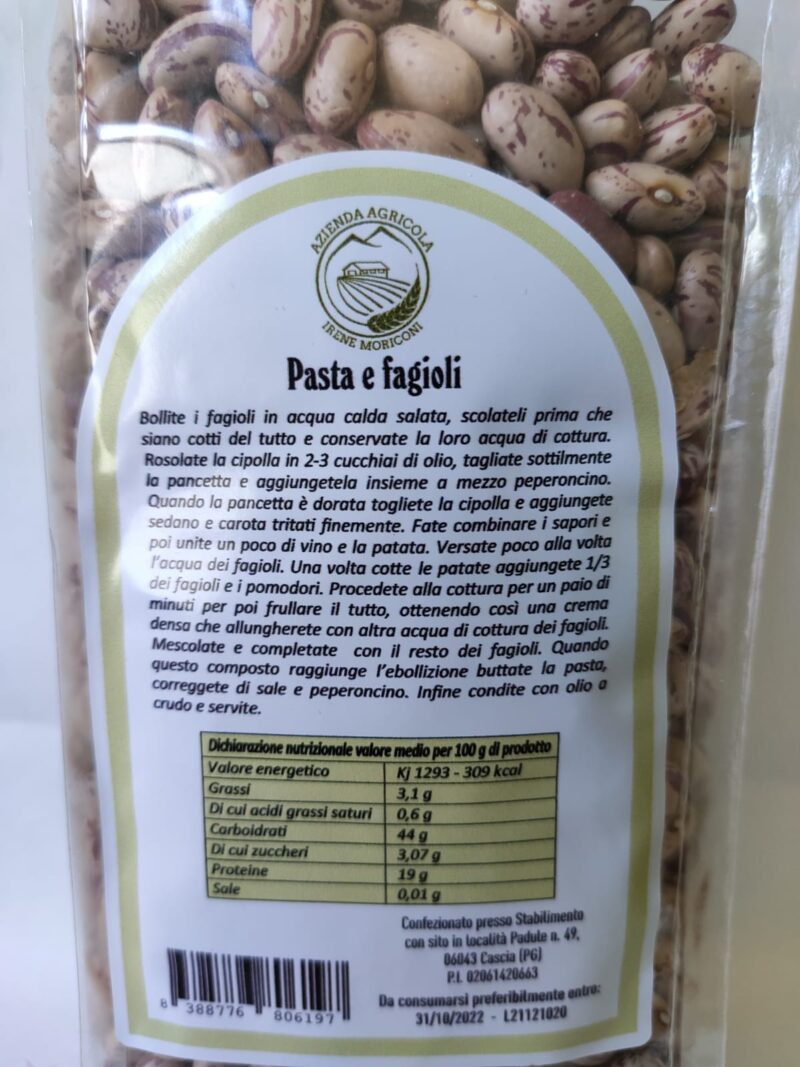 AZIENDA AGRICOLA
IRENE MORICONI
Pasta e fagioli
Bollite i fagioli in acqua calda salata, scolateli prima che
siano cotti del tutto e conservate la loro acqua di cottura.
Rosolate la cipolla in 2-3 cucchiai di olio, tagliate sottilmente
la pancetta e aggiungetela insieme a mezzo peperoncino.
Quando la pancetta è dorata togliete la cipolla e aggiungete
sedano e carota tritati finemente. Fate combinare i sapori e
poi unite un poco di vino e la patata. Versate poco alla volta
l'acqua dei fagioli. Una volta cotte le patate aggiungete 1/3
dei fagioli e i pomodori. Procedete alla cottura per un paio di
minuti per poi frullare il tutto, ottenendo così una crema
densa che allungherete con altra acqua di cottura dei fagioli.
Mescolate e completate con il resto dei fagioli. Quando
questo composto raggiunge l'ebollizione buttate la pasta,
correggete di sale e peperoncino. Infine condite con olio a
crudo e servite.
Dichiarazione nutrizionale valore medio per 100 g di prodotto
Valore energetico Kj 1293 - 309 kcal
Grassi 3,1 g
Di cui acidi grassi saturi 0,6 g
Carboidrati 44 g
Di cui zuccheri 3,07 g
Proteine 19 g
Sale 0,01 g
Confezionato presso Stabilimento
con sito in località Padule n. 49,
06043 Cascia (PG)
P.I. 02061420663
Da consumarsi preferibilmente entro:
31/10/2022 - L21121020
8 388776 806197